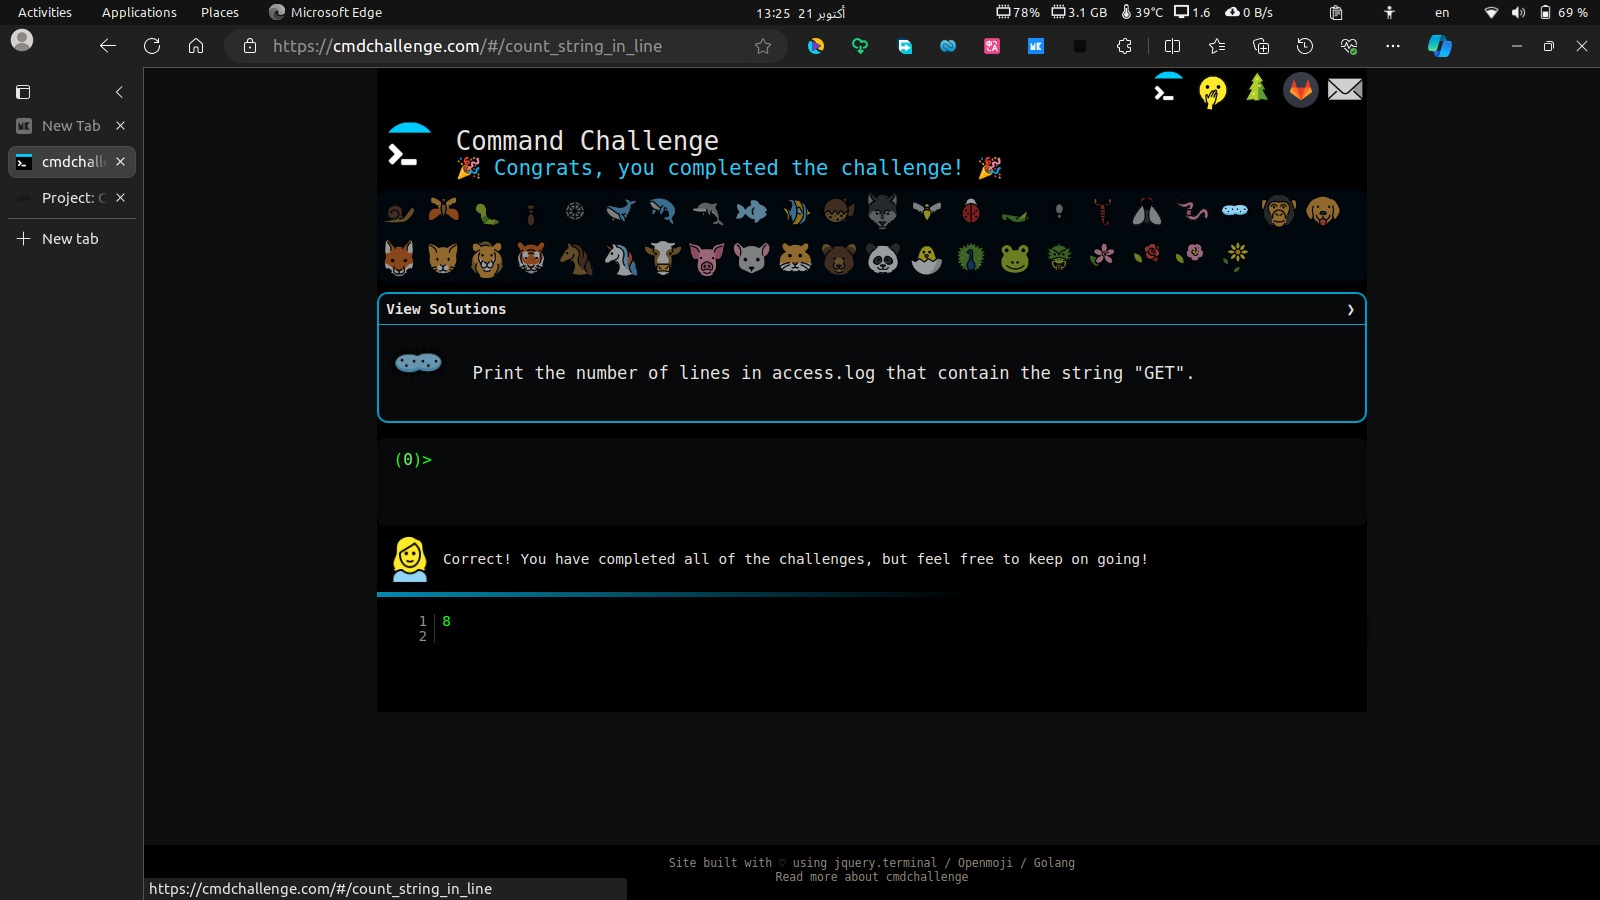 Activities Applications Places Microsoft Edge 13:25 21 أكتوبر 78% 3.1 GB 39°C 1.6 0 B/s en 69 %
https://cmdchallenge.com/#/count_string_in_line
New Tab
cmdchalle
Project: C
New tab
Command Challenge
🎉 Congrats, you completed the challenge! 🎉
View Solutions
Print the number of lines in access.log that contain the string "GET".
(0)>
Correct! You have completed all of the challenges, but feel free to keep on going!
1 8
2
Site built with ♡ using jquery.terminal / Openmoji / Golang
Read more about cmdchallenge
https://cmdchallenge.com/#/count_string_in_line